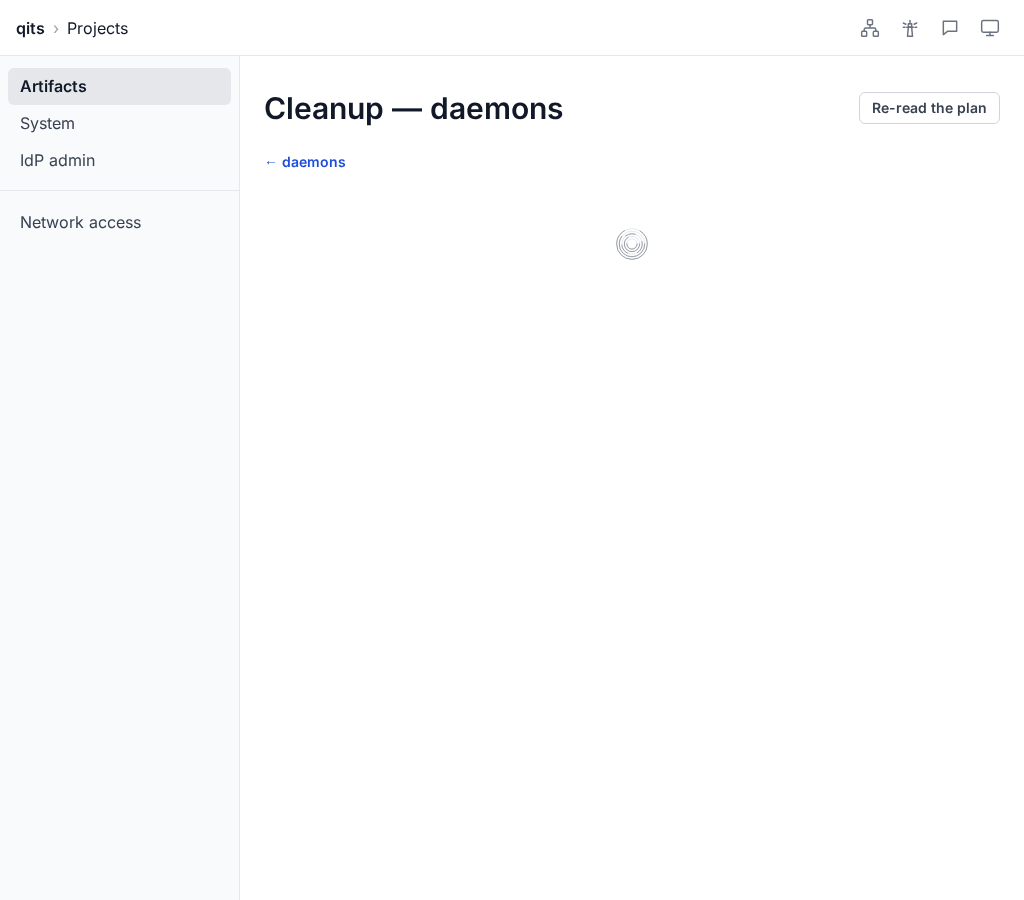 qits › Projects
Artifacts
System
IdP admin
Network access
Cleanup — daemons
Re-read the plan
← daemons